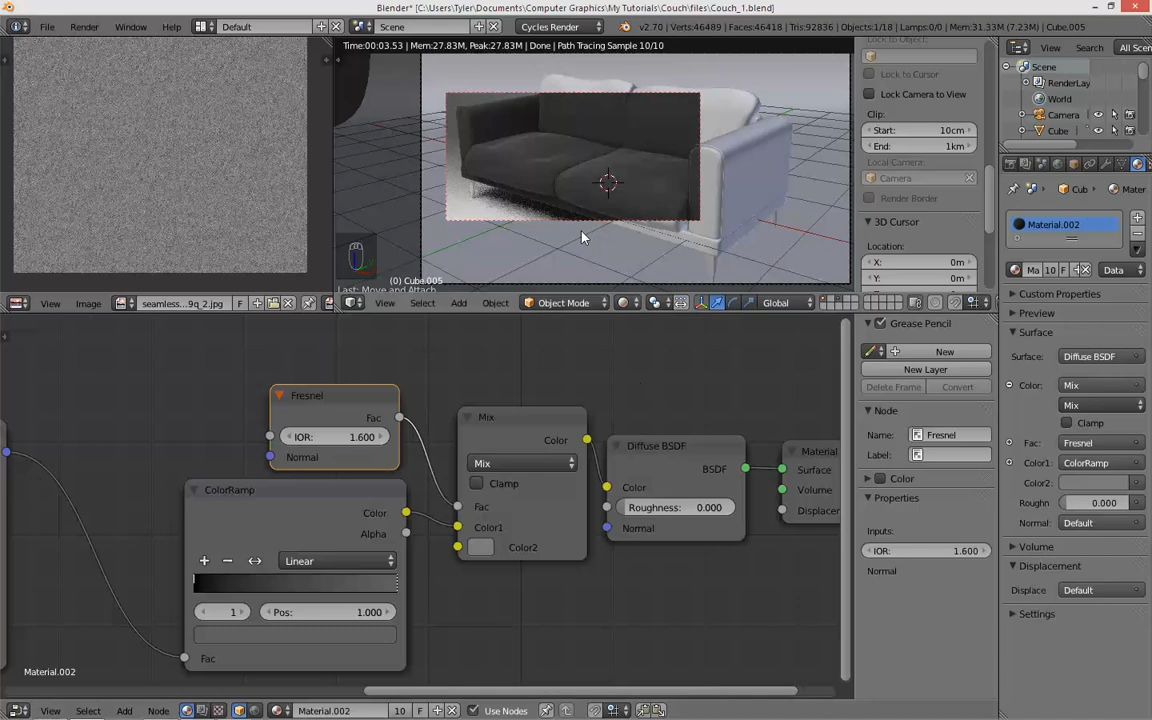 Blender* [C:\Users\Tyler\Documents\Computer Graphics\My Tutorials\Couch\files\Couch_1.blend]
File
Render
Window
Help
Default
Scene
Cycles Render
v2.70 | Verts:46489 | Faces:46418 | Tris:92836 | Objects:1/18 | Lamps:0/0 | Mem:31.33M (7.23M) | Cube.005
Time:00:03.53 | Mem:27.83M, Peak:27.83M | Done | Path Tracing Sample 10/10
Lock to Object:
Lock to Cursor
Lock Camera to View
Clip:
Start: 10cm
End: 1km
Local Camera:
Camera
Render Border
3D Cursor
Location:
X: 0m
Y: 0m
View
Search
All Scen
Scene
RenderLay
World
Camera
Cube
Cub
Mater
Material.002
Ma
10
F
Data
(0) Cube.005
Last: Move and Attach
View
Image
seamless...9q_2.jpg
F
View
Select
Add
Object
Object Mode
Global
Custom Properties
Preview
Surface
Surface:
Diffuse BSDF
Color:
Mix
Mix
Clamp
Fac:
Fresnel
Color1:
ColorRamp
Color2:
Roughn
0.000
Normal:
Default
Volume
Displacement
Displace
Default
Settings
Grease Pencil
New
New Layer
Delete Frame
Convert
Node
Name:
Fresnel
Label:
Color
Properties
Inputs:
IOR: 1.600
Normal
Fresnel
Fac
IOR: 1.600
Normal
ColorRamp
Color
Alpha
Linear
1
Pos: 1.000
Fac
Mix
Color
Mix
Clamp
Fac
Color1
Color2
Diffuse BSDF
BSDF
Color
Roughness: 0.000
Normal
Material
Surface
Volume
Displacer
Material.002
View
Select
Add
Node
Material.002
10
F
Use Nodes